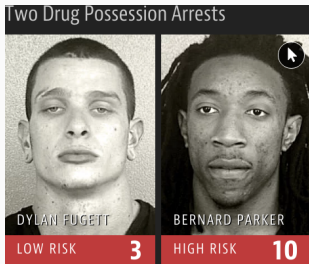 Two Drug Possession Arrests
DYLAN FUGETT
BERNARD PARKER
LOW RISK 3
HIGH RISK 10